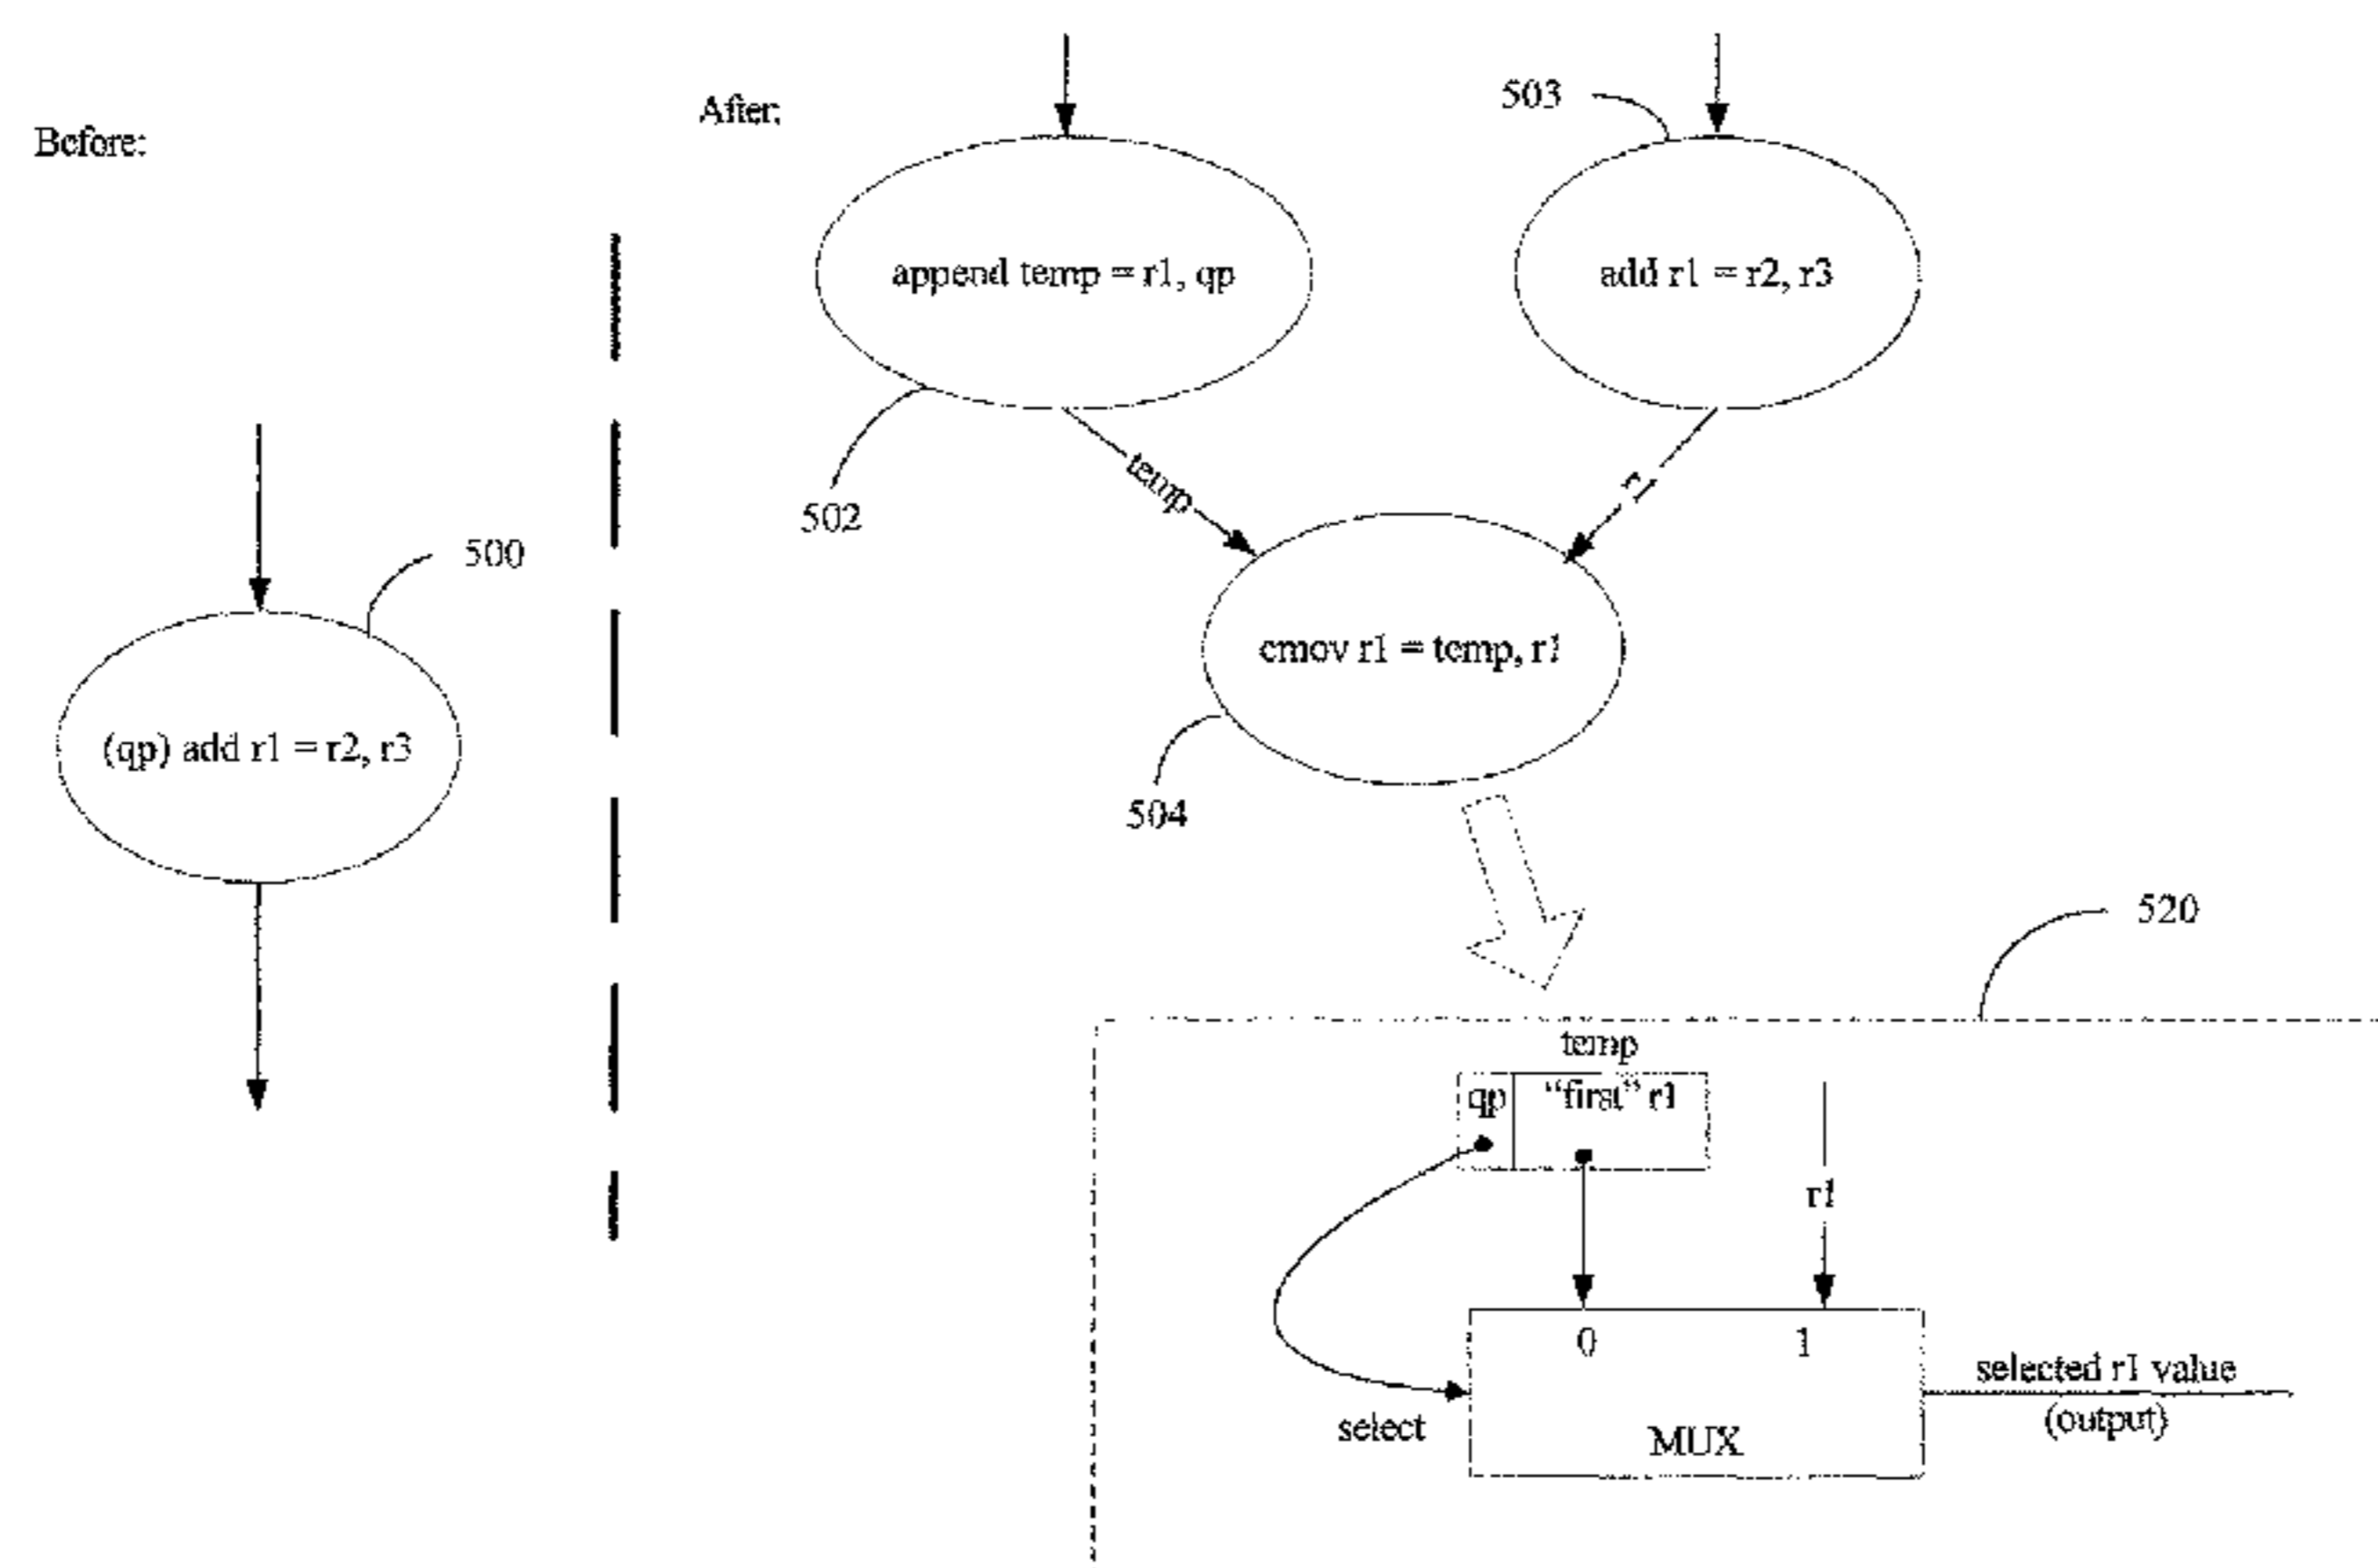 Before:
500
(qp) add r1 = r2, r3
After:
503
append temp = r1, qp
add r1 = r2, r3
502
temp
r1
cmov r1 = temp, r1
504
520
temp
qp
"first" r1
r1
0
1
select
MUX
selected r1 value
(output)